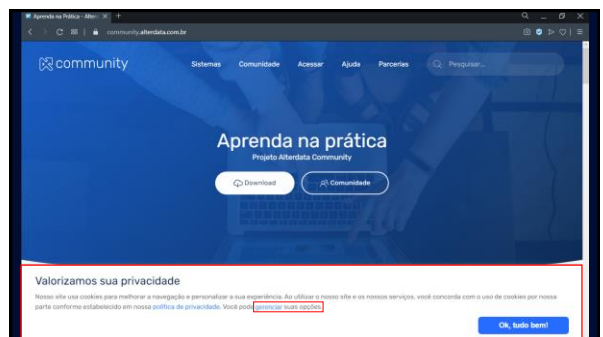 Aprenda na Prática - Alter
community.alterdata.com.br
community
Sistemas Comunidade Acessar Ajuda Parcerias Pesquisar...
Aprenda na prática
Projeto Alterdata Community
Download Comunidade
Valorizamos sua privacidade
Nosso site usa cookies para melhorar a navegação e personalizar a sua experiência. Ao utilizar o nosso site e os nossos serviços, você concorda com o uso de cookies por nossa
parte conforme estabelecido em nossa política de privacidade. Você pode gerenciar suas opções.
Ok, tudo bem!